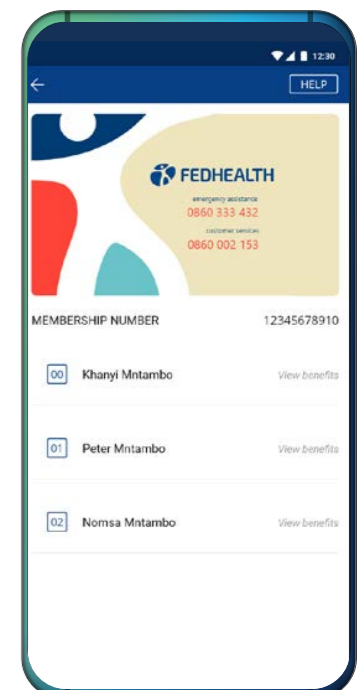 12:30
HELP
FEDHEALTH
emergency assistance
0860 333 432
customer services
0860 002 153
MEMBERSHIP NUMBER 12345678910
00 Khanyi Mntambo View benefits
01 Peter Mntambo View benefits
02 Nomsa Mntambo View benefits